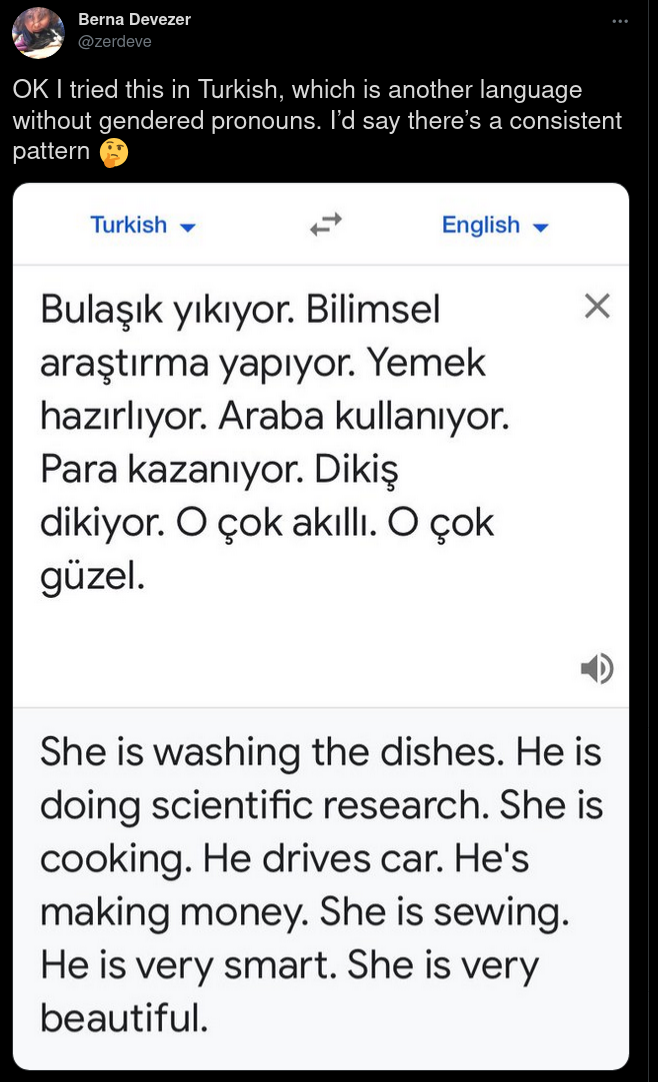 Berna Devezer
@zerdeve
OK I tried this in Turkish, which is another language
without gendered pronouns. I’d say there’s a consistent
pattern 🤔
Turkish English
Bulaşık yıkıyor. Bilimsel
araştırma yapıyor. Yemek
hazırlıyor. Araba kullanıyor.
Para kazanıyor. Dikiş
dikiyor. O çok akıllı. O çok
güzel.
She is washing the dishes. He is
doing scientific research. She is
cooking. He drives car. He's
making money. She is sewing.
He is very smart. She is very
beautiful.